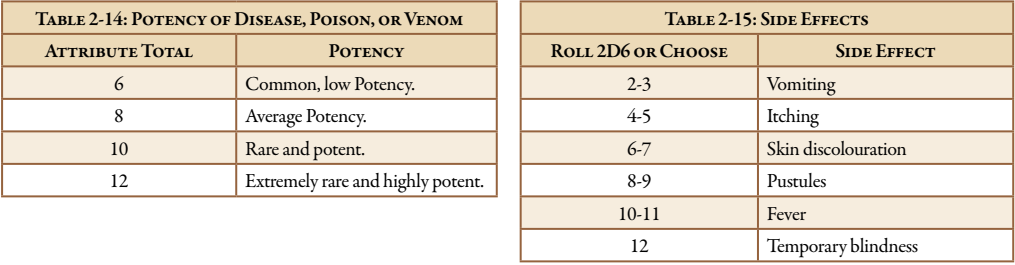 TABLE 2-14: POTENCY OF DISEASE, POISON, OR VENOM
ATTRIBUTE TOTAL POTENCY
6 Common, low Potency.
8 Average Potency.
10 Rare and potent.
12 Extremely rare and highly potent.
TABLE 2-15: SIDE EFFECTS
ROLL 2D6 OR CHOOSE SIDE EFFECT
2-3 Vomiting
4-5 Itching
6-7 Skin discolouration
8-9 Pustules
10-11 Fever
12 Temporary blindness